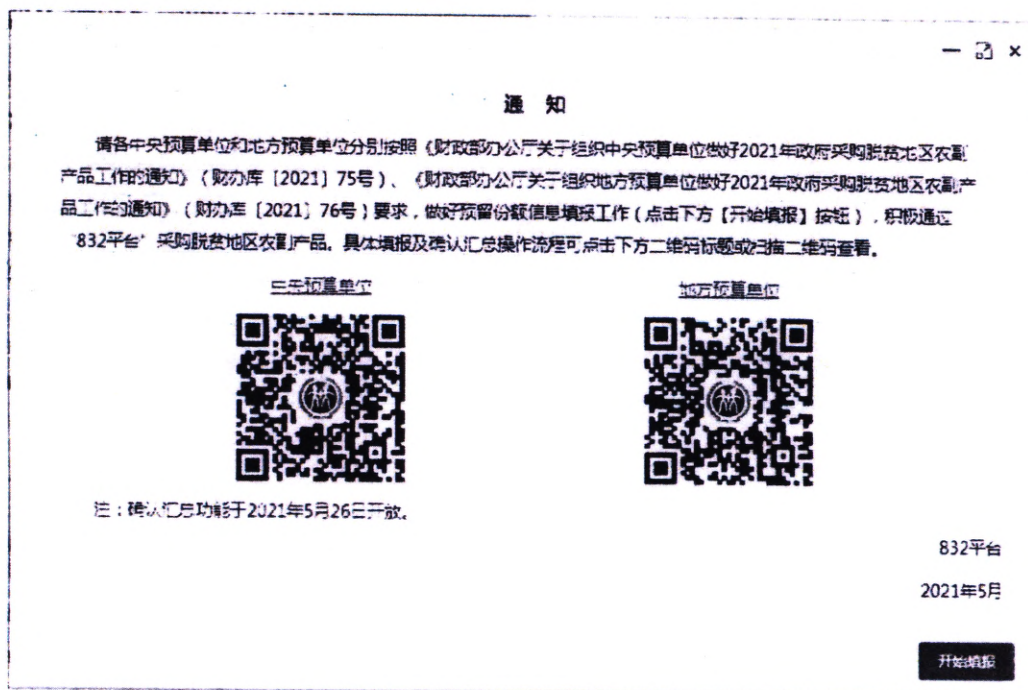 通 知
请各中央预算单位和地方预算单位分别按照《财政部办公厅关于组织中央预算单位做好2021年政府采购脱贫地区农副
产品工作的通知》（财办库〔2021〕75号）、《财政部办公厅关于组织地方预算单位做好2021年政府采购脱贫地区农副产
品工作的通知》（财办库〔2021〕76号）要求，做好预留份额信息填报工作（点击下方【开始填报】按钮），积极通过
“832平台”采购脱贫地区农副产品。具体填报及确认汇总操作流程可点击下方二维码标题或扫描二维码查看。
中央预算单位
地方预算单位
注：确认汇总功能于2021年5月26日开放。
832平台
2021年5月
开始填报